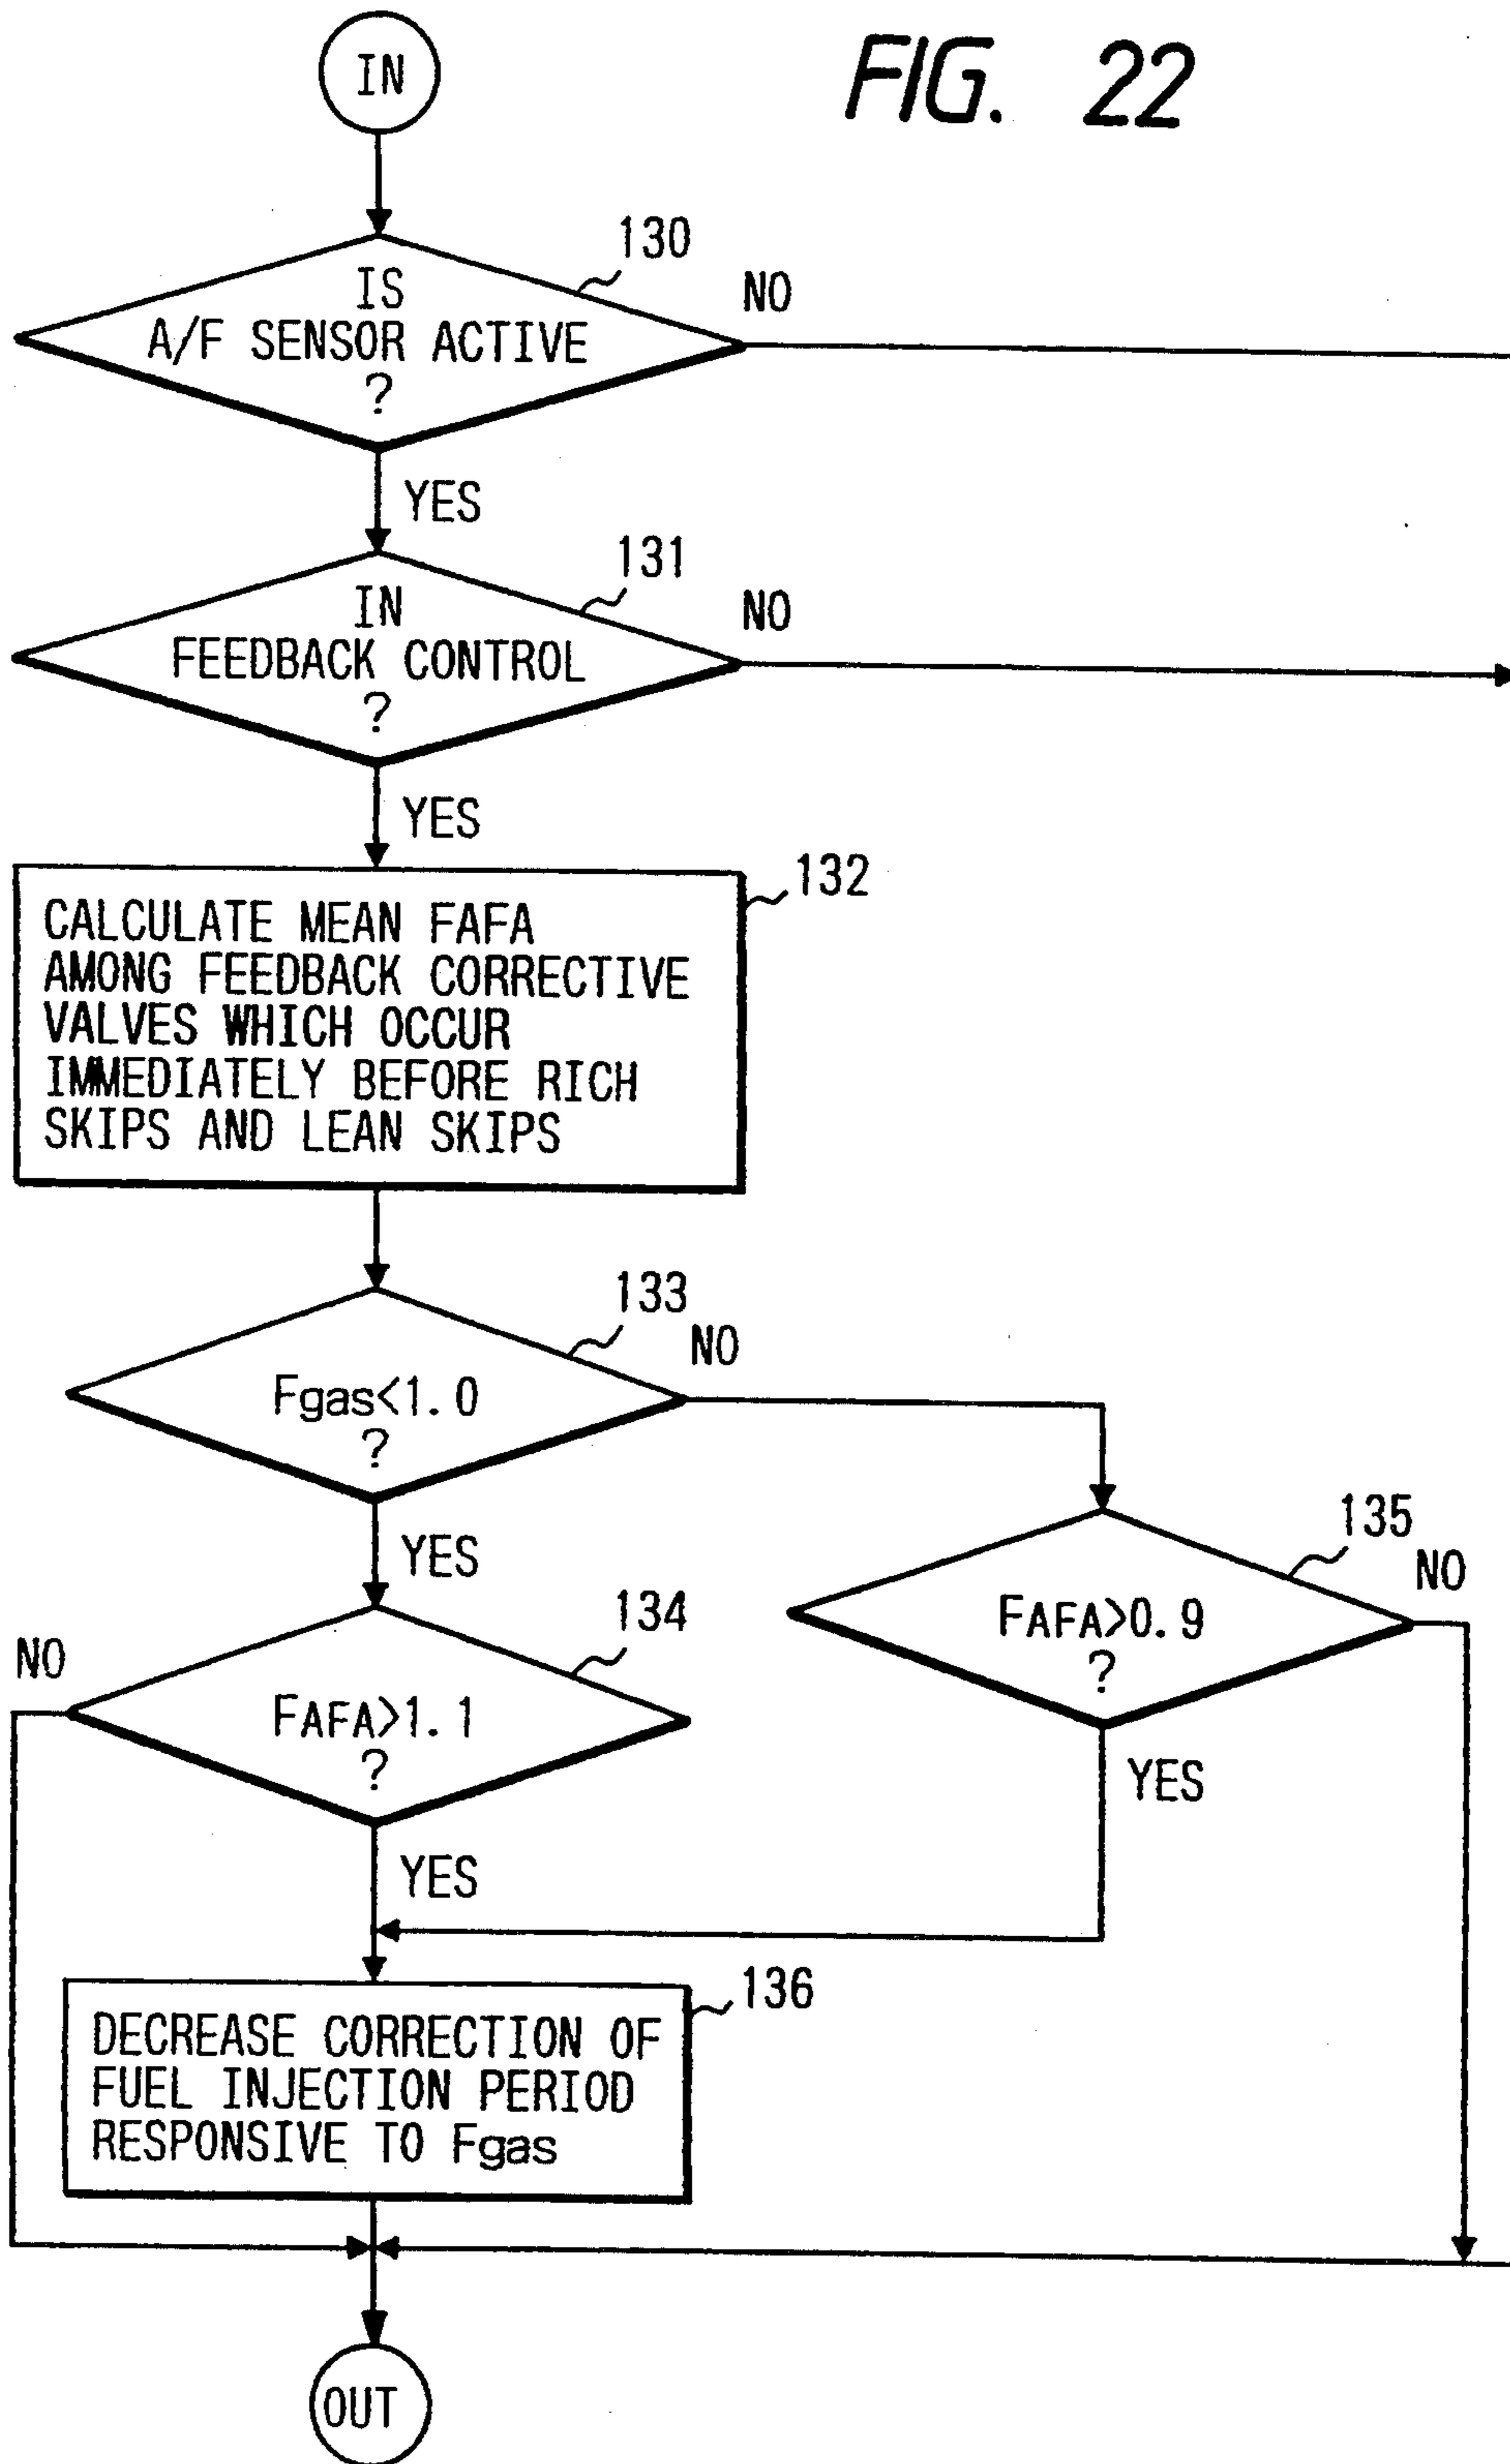 FIG. 22
IN
130
IS
A/F SENSOR ACTIVE
?
NO
YES
131
IN
FEEDBACK CONTROL
?
NO
YES
132
CALCULATE MEAN FAFA
AMONG FEEDBACK CORRECTIVE
VALVES WHICH OCCUR
IMMEDIATELY BEFORE RICH
SKIPS AND LEAN SKIPS
133
NO
Fgas<1.0
?
YES
135
NO
FAFA>0.9
?
YES
134
NO
FAFA>1.1
?
YES
136
DECREASE CORRECTION OF
FUEL INJECTION PERIOD
RESPONSIVE TO Fgas
OUT